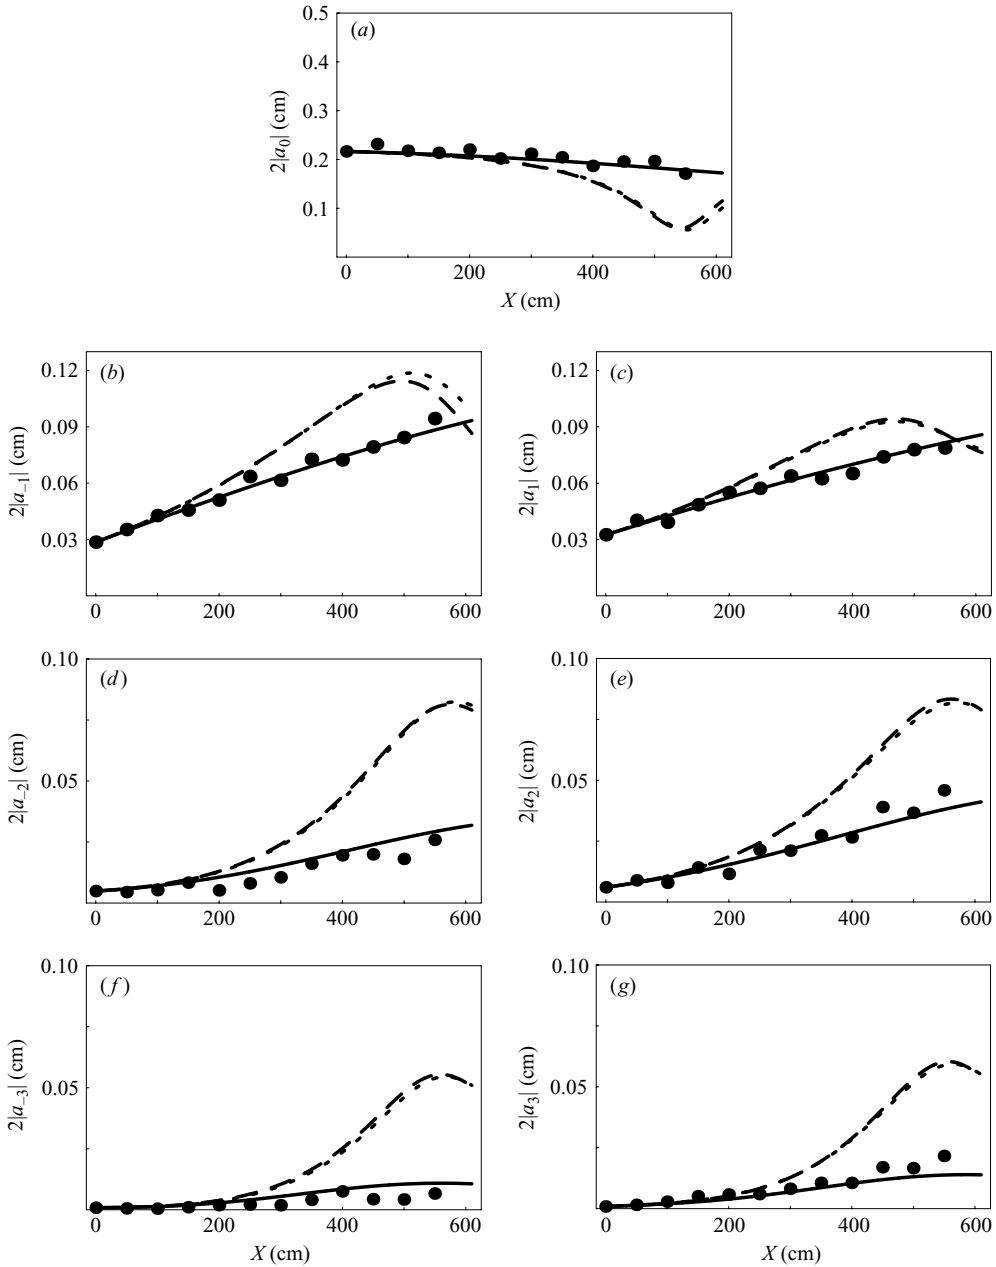 (a)
0.5
0.4
0.3
0.2
0.1
2|a₀| (cm)
0 200 400 600
X (cm)
(b)
0.12
0.09
0.06
0.03
2|a₋₁| (cm)
0 200 400 600
(c)
0.12
0.09
0.06
0.03
2|a₁| (cm)
0 200 400 600
(d)
0.10
0.05
2|a₋₂| (cm)
0 200 400 600
(e)
0.10
0.05
2|a₂| (cm)
0 200 400 600
(f)
0.10
0.05
2|a₋₃| (cm)
0 200 400 600
X (cm)
(g)
0.10
0.05
2|a₃| (cm)
0 200 400 600
X (cm)